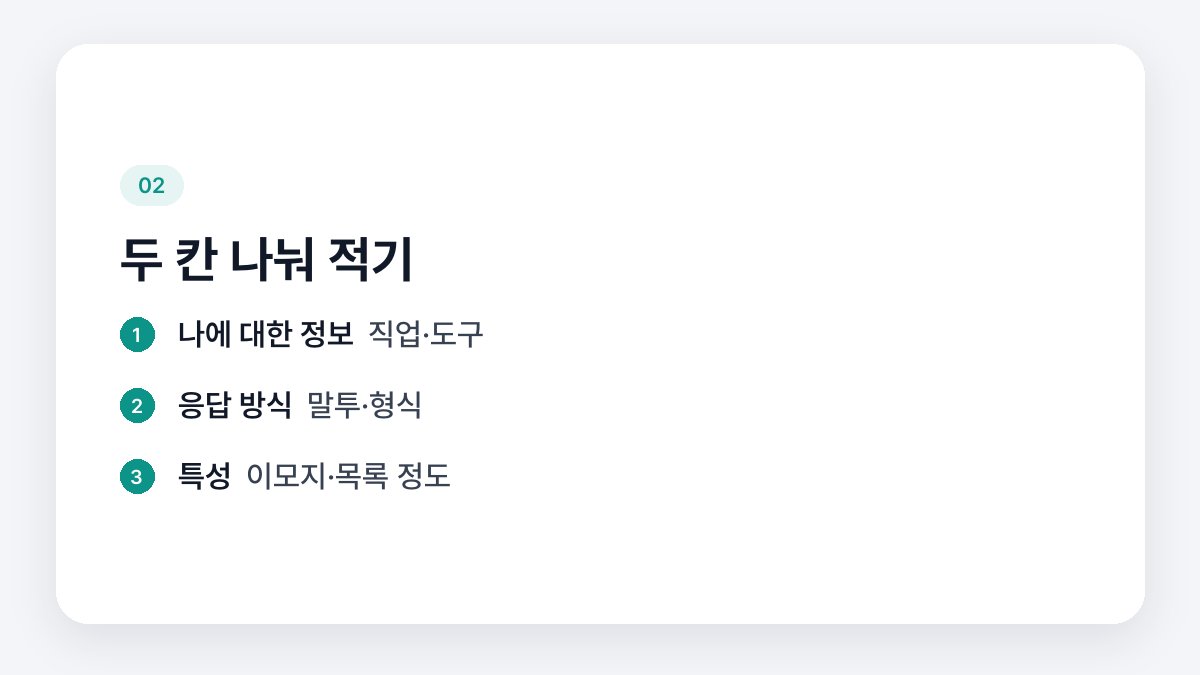 02
두 칸 나눠 적기
1 나에 대한 정보 직업·도구
2 응답 방식 말투·형식
3 특성 이모지·목록 정도